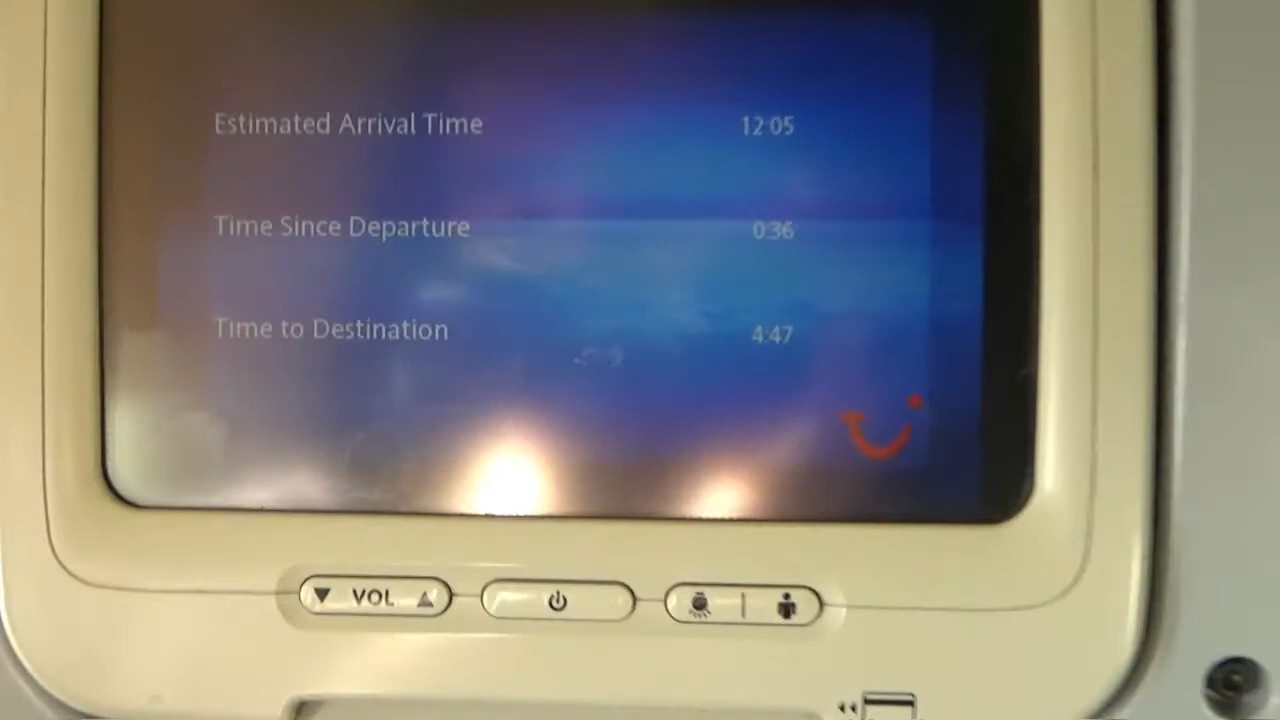 Estimated Arrival Time 12:05
Time Since Departure 0:36
Time to Destination 4:47
VOL